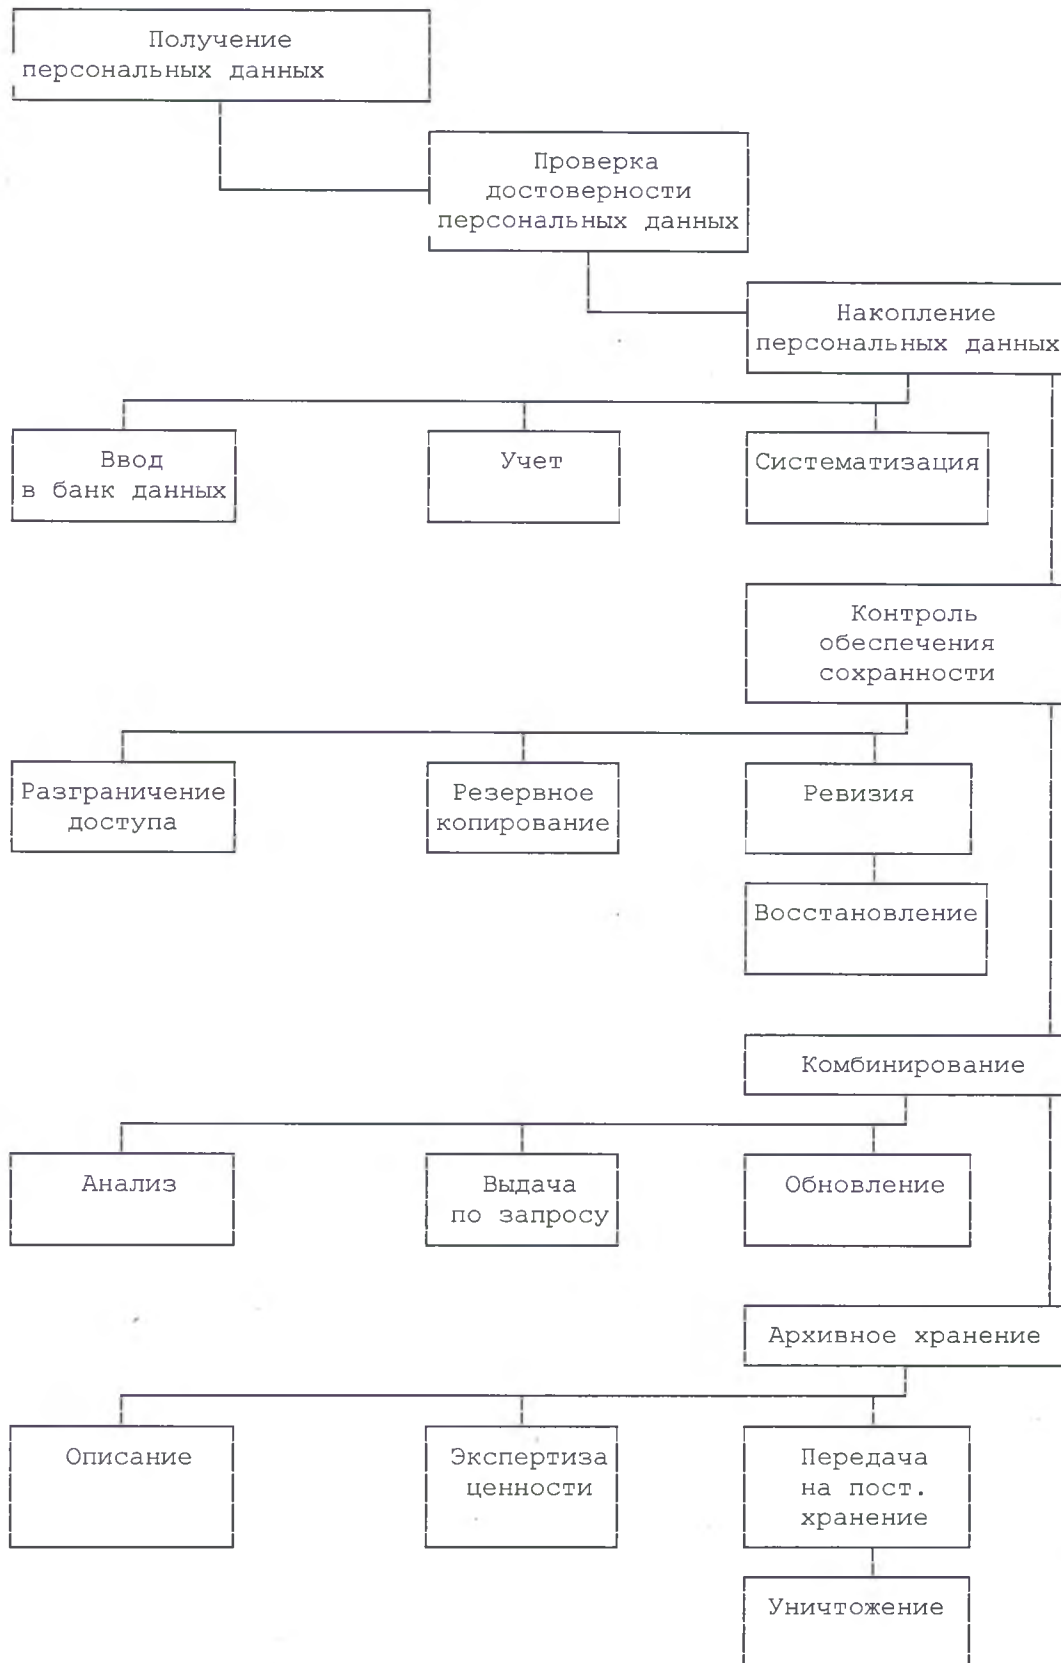 Получение
персональных данных
Проверка
достоверности
персональных данных
Накопление
персональных данных
Ввод
в банк данных
Учет
Систематизация
Контроль
обеспечения
сохранности
Разграничение
доступа
Резервное
копирование
Ревизия
Восстановление
Комбинирование
Анализ
Выдача
по запросу
Обновление
Архивное хранение
Описание
Экспертиза
ценности
Передача
на пост.
хранение
Уничтожение